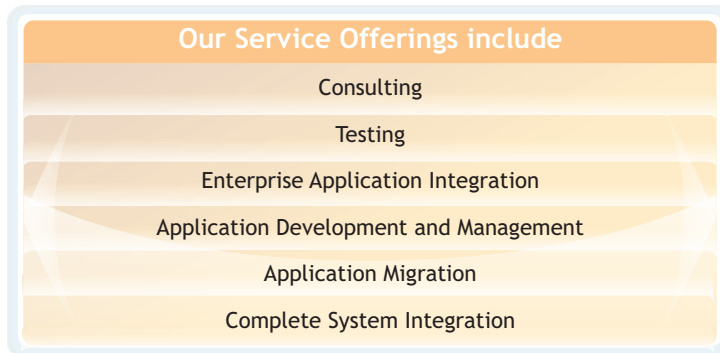 Our Service Offerings include
Consulting
Testing
Enterprise Application Integration
Application Development and Management
Application Migration
Complete System Integration